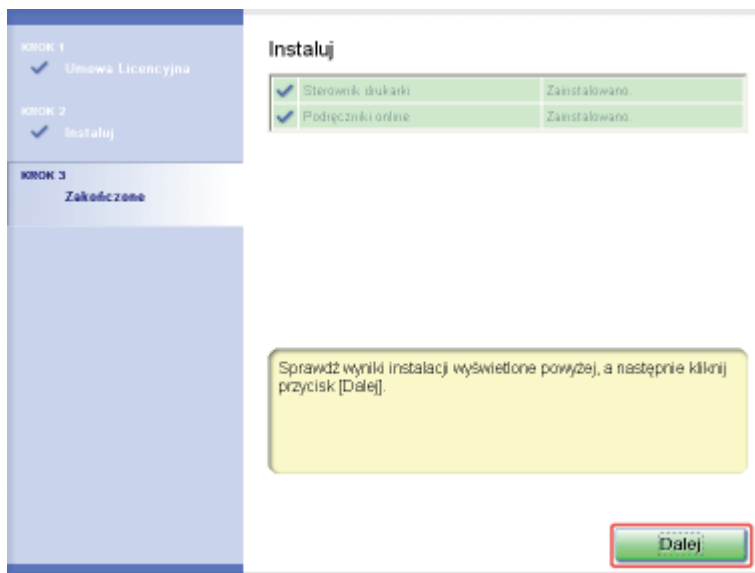 KROK 1
Umowa Licencyjna
KROK 2
Instaluj
KROK 3
Zakończone
Instaluj
Sterownik drukarki Zainstalowano.
Podręczniki online Zainstalowano.
Sprawdź wyniki instalacji wyświetlone powyżej, a następnie kliknij
przycisk [Dalej].
Dalej